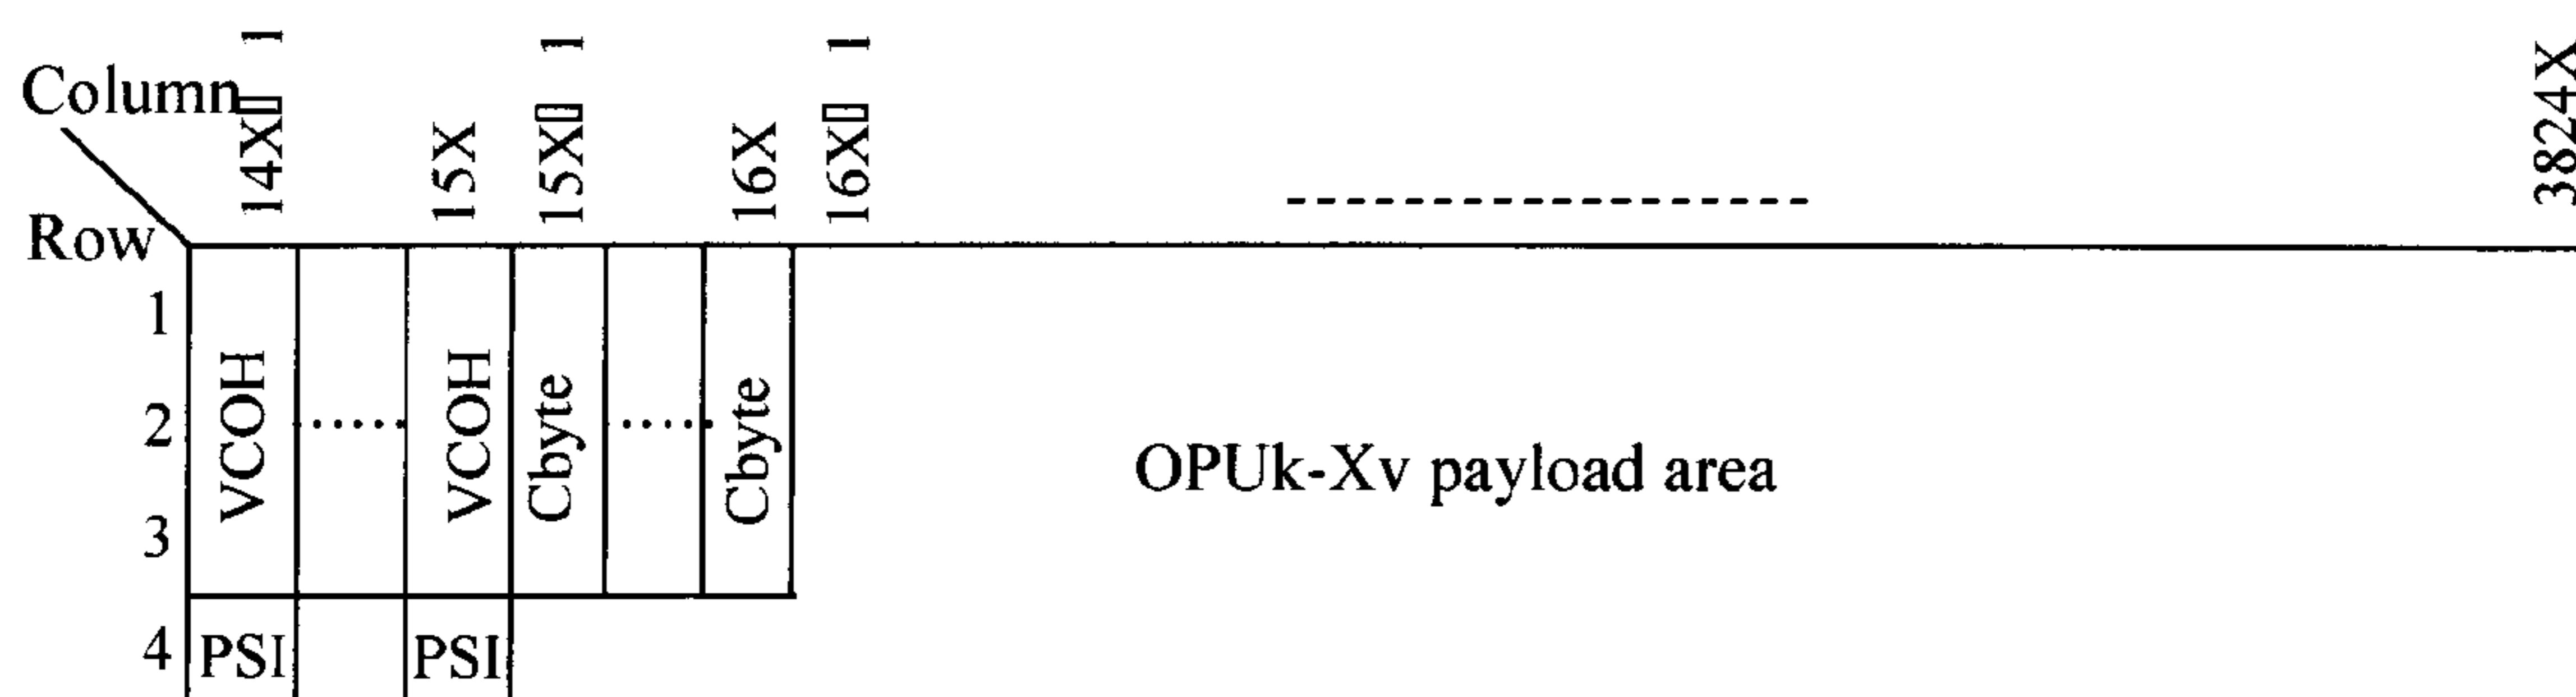 Column
14X▯ 1
15X
15X▯ 1
16X
16X▯ 1
3824X
Row
1
2
3
4
VCOH
VCOH
Cbyte
Cbyte
OPUk-Xv payload area
PSI
PSI